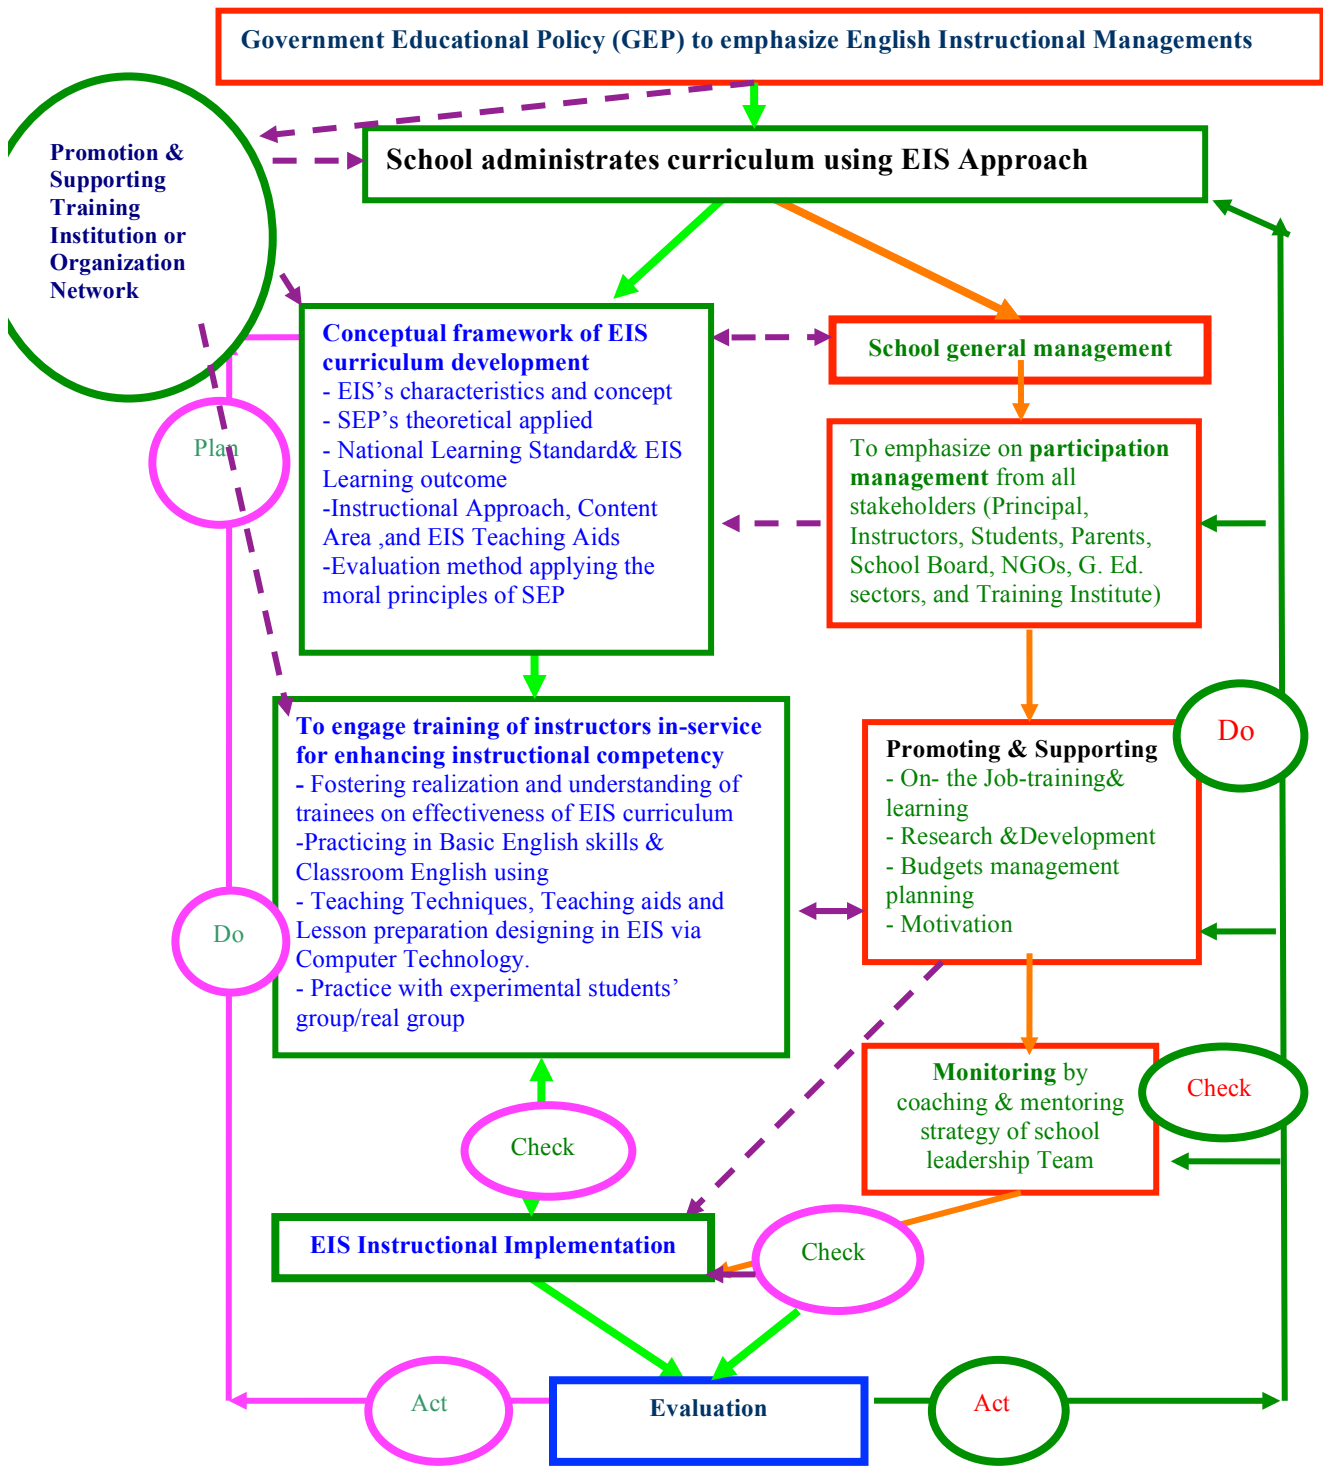 Government Educational Policy (GEP) to emphasize English Instructional Managements
Promotion &
Supporting
Training
Institution or
Organization
Network
School administrates curriculum using EIS Approach
Conceptual framework of EIS
curriculum development
- EIS's characteristics and concept
- SEP's theoretical applied
- National Learning Standard& EIS
Learning outcome
-Instructional Approach, Content
Area ,and EIS Teaching Aids
-Evaluation method applying the
moral principles of SEP
School general management
To emphasize on participation
management from all
stakeholders (Principal,
Instructors, Students, Parents,
School Board, NGOs, G. Ed.
sectors, and Training Institute)
Plan
To engage training of instructors in-service
for enhancing instructional competency
- Fostering realization and understanding of
trainees on effectiveness of EIS curriculum
-Practicing in Basic English skills &
Classroom English using
- Teaching Techniques, Teaching aids and
Lesson preparation designing in EIS via
Computer Technology.
- Practice with experimental students'
group/real group
Do
Promoting & Supporting
- On- the Job-training&
learning
- Research &Development
- Budgets management
planning
- Motivation
Do
Monitoring by
coaching & mentoring
strategy of school
leadership Team
Check
Check
EIS Instructional Implementation
Check
Act
Evaluation
Act